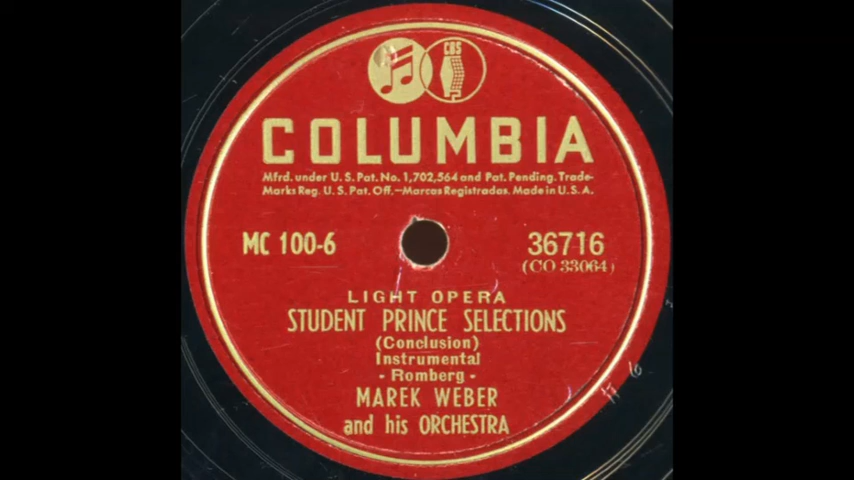 CBS
COLUMBIA
Mfrd. under U. S. Pat. No. 1,702,564 and Pat. Pending. Trade-
Marks Reg. U. S. Pat. Off.—Marcas Registradas. Made in U. S. A.
MC 100-6
36716
(CO 33064)
LIGHT OPERA
STUDENT PRINCE SELECTIONS
(Conclusion)
Instrumental
- Romberg -
MAREK WEBER
and his ORCHESTRA